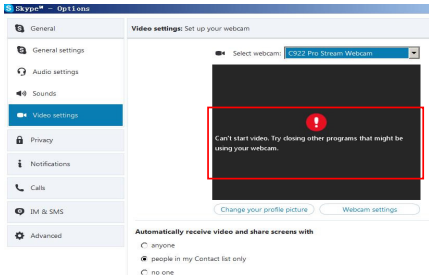 Skype™ - Options
General
Video settings: Set up your webcam
General settings
Select webcam: C922 Pro Stream Webcam
Audio settings
Sounds
Video settings
Can't start video. Try closing other programs that might be
using your webcam.
Privacy
Notifications
Calls
Change your profile picture
Webcam settings
IM & SMS
Automatically receive video and share screens with
Advanced
anyone
people in my Contact list only
no one